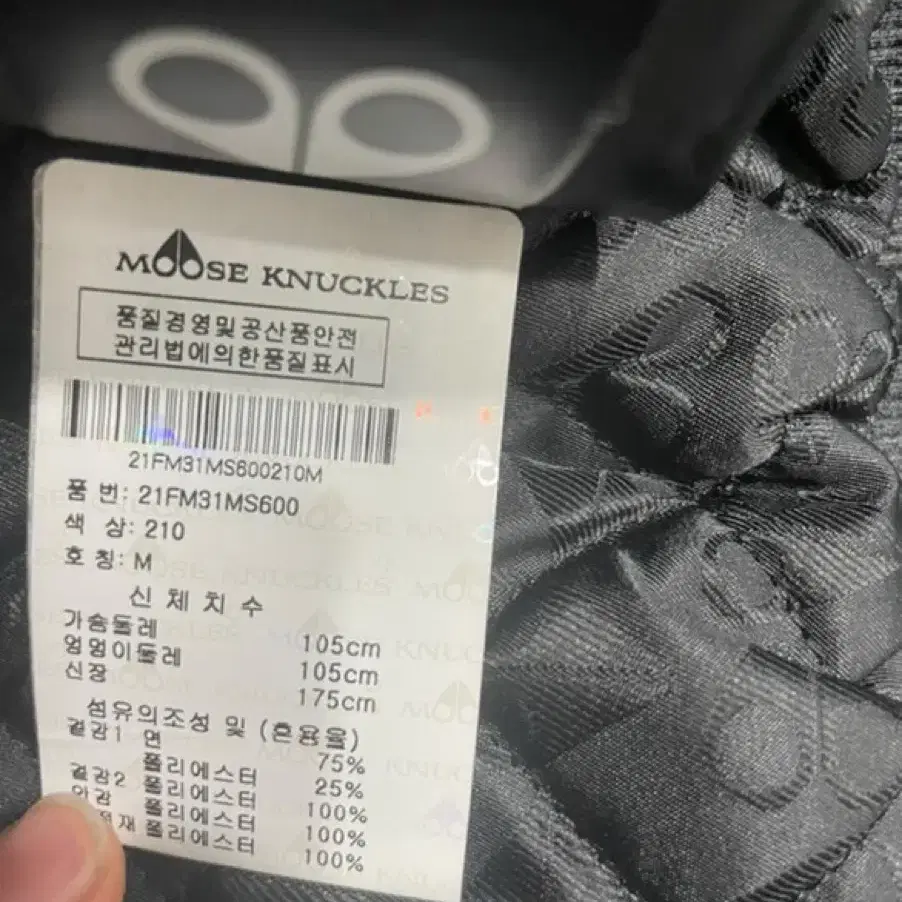 MOOSE KNUCKLES
품질경영및공산품안전
관리법에의한품질표시
21FM31MS600210M
품 번: 21FM31MS600
색 상: 210
호 칭: M
신 체 치 수
가슴둘레 105cm
엉덩이둘레 105cm
신장 175cm
섬유의조성 및 (혼용율)
겉감1 면 75%
폴리에스터 25%
겉감2 폴리에스터 100%
안감 폴리에스터 100%
폴리에스터 100%